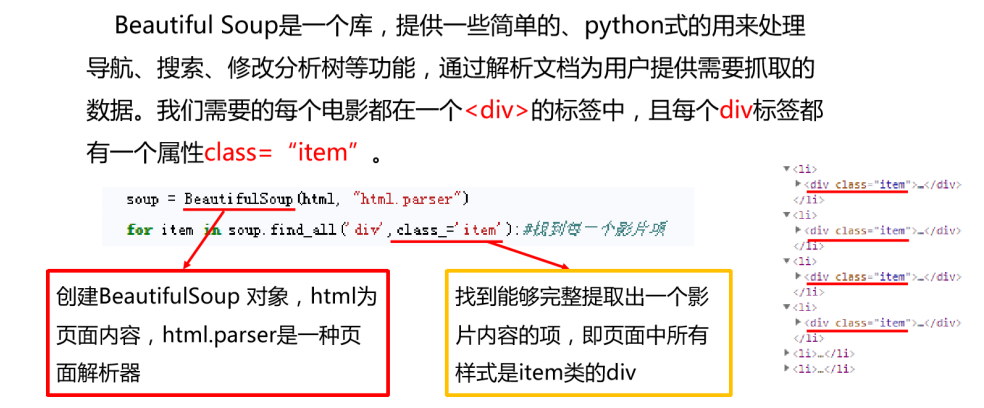 Beautiful Soup是一个库，提供一些简单的、python式的用来处理
导航、搜索、修改分析树等功能，通过解析文档为用户提供需要抓取的
数据。我们需要的每个电影都在一个<div>的标签中，且每个div标签都
有一个属性class=“item”。
soup = BeautifulSoup(html, "html.parser")
for item in soup.find_all('div',class_='item'):#找到每一个影片项
创建BeautifulSoup 对象，html为
页面内容，html.parser是一种页
面解析器
找到能够完整提取出一个影
片内容的项，即页面中所有
样式是item类的div
▼<li>
▶<div class="item">…</div>
</li>
▼<li>
▶<div class="item">…</div>
</li>
▼<li>
▶<div class="item">…</div>
</li>
▼<li>
▶<div class="item">…</div>
</li>
▶<li>…</li>
▶<li>…</li>